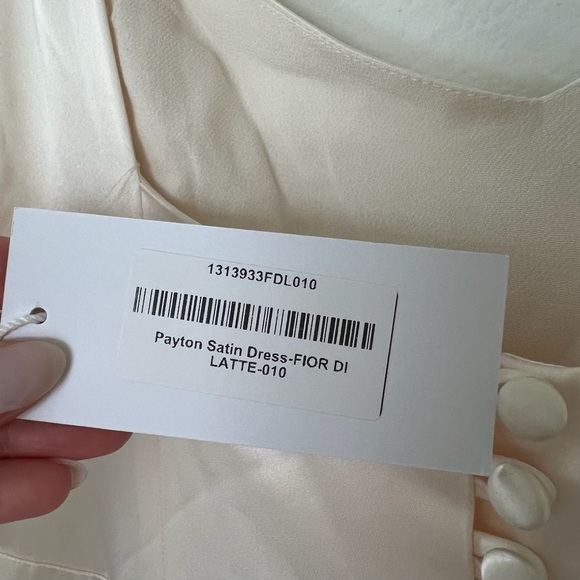 1313933FDL010
Payton Satin Dress-FIOR DI
LATTE-010